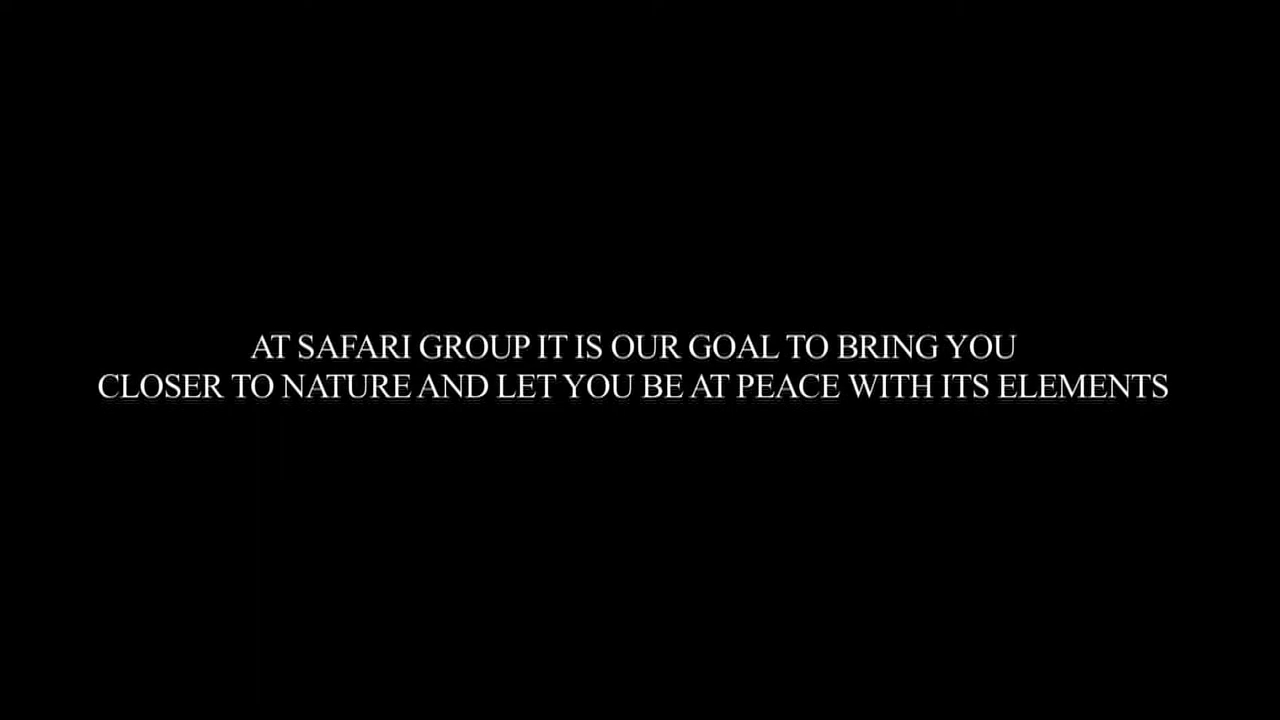 AT SAFARI GROUP IT IS OUR GOAL TO BRING YOU
CLOSER TO NATURE AND LET YOU BE AT PEACE WITH ITS ELEMENTS